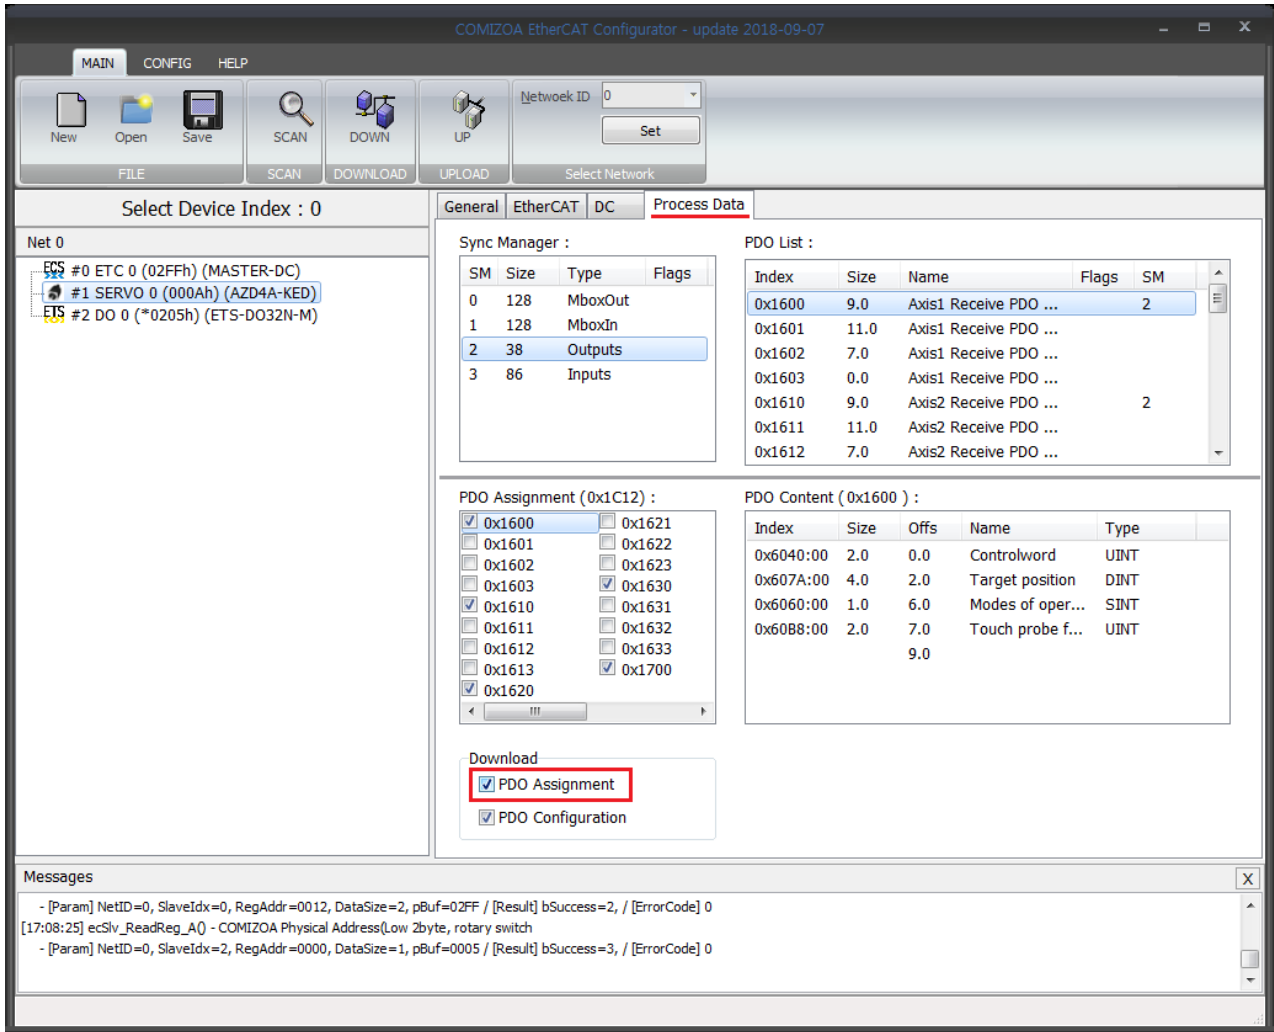 COMIZOA EtherCAT Configurator - update 2018-09-07
MAIN CONFIG HELP
New Open Save SCAN DOWN UP
Netwoek ID 0
Set
FILE SCAN DOWNLOAD UPLOAD Select Network
Select Device Index : 0
Net 0
#0 ETC 0 (02FFh) (MASTER-DC)
#1 SERVO 0 (000Ah) (AZD4A-KED)
#2 DO 0 (*0205h) (ETS-DO32N-M)
General EtherCAT DC Process Data
Sync Manager :
SM Size Type Flags
0 128 MboxOut
1 128 MboxIn
2 38 Outputs
3 86 Inputs
PDO List :
Index Size Name Flags SM
0x1600 9.0 Axis1 Receive PDO ... 2
0x1601 11.0 Axis1 Receive PDO ...
0x1602 7.0 Axis1 Receive PDO ...
0x1603 0.0 Axis1 Receive PDO ...
0x1610 9.0 Axis2 Receive PDO ... 2
0x1611 11.0 Axis2 Receive PDO ...
0x1612 7.0 Axis2 Receive PDO ...
PDO Assignment (0x1C12) :
0x1600 0x1621
0x1601 0x1622
0x1602 0x1623
0x1603 0x1630
0x1610 0x1631
0x1611 0x1632
0x1612 0x1633
0x1613 0x1700
0x1620
PDO Content ( 0x1600 ) :
Index Size Offs Name Type
0x6040:00 2.0 0.0 Controlword UINT
0x607A:00 4.0 2.0 Target position DINT
0x6060:00 1.0 6.0 Modes of oper... SINT
0x60B8:00 2.0 7.0 Touch probe f... UINT
9.0
Download
PDO Assignment
PDO Configuration
Messages
- [Param] NetID=0, SlaveIdx=0, RegAddr=0012, DataSize=2, pBuf=02FF / [Result] bSuccess=2, / [ErrorCode] 0
[17:08:25] ecSlv_ReadReg_A() - COMIZOA Physical Address(Low 2byte, rotary switch
- [Param] NetID=0, SlaveIdx=2, RegAddr=0000, DataSize=1, pBuf=0005 / [Result] bSuccess=3, / [ErrorCode] 0